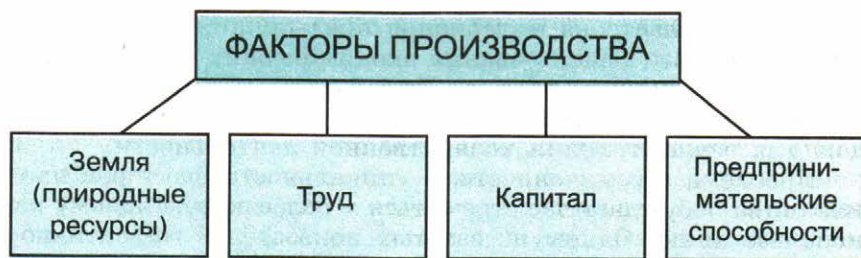 ФАКТОРЫ ПРОИЗВОДСТВА
Земля
(природные
ресурсы)
Труд
Капитал
Предприни-
мательские
способности